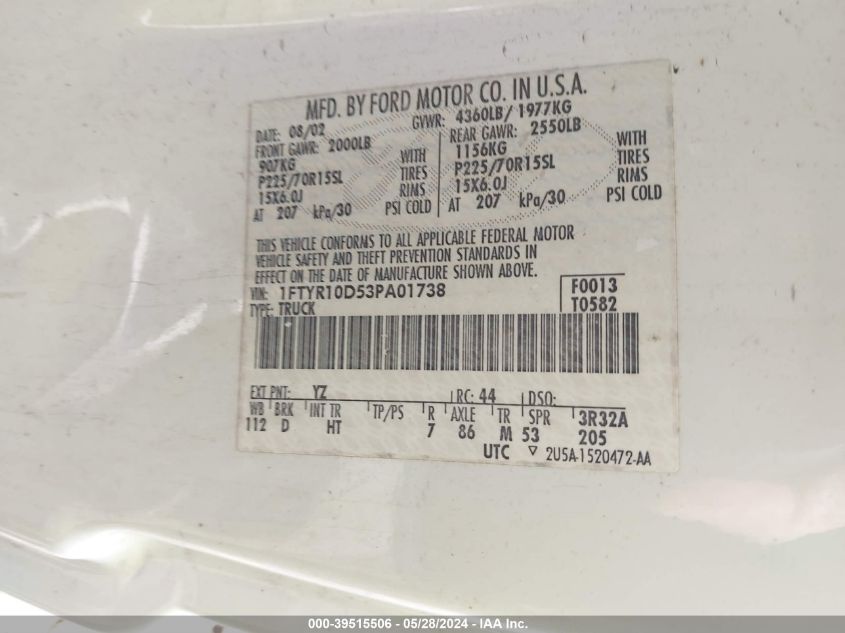 MFD. BY FORD MOTOR CO. IN U.S.A.
DATE: 08/02 GVWR: 4360LB/ 1977KG
FRONT GAWR: 2000LB REAR GAWR: 2550LB
907KG WITH 1156KG WITH
P225/70R15SL TIRES P225/70R15SL TIRES
15X6.0J RIMS 15X6.0J RIMS
AT 207 kPa/30 PSI COLD AT 207 kPa/30 PSI COLD
THIS VEHICLE CONFORMS TO ALL APPLICABLE FEDERAL MOTOR
VEHICLE SAFETY AND THEFT PREVENTION STANDARDS IN
EFFECT ON THE DATE OF MANUFACTURE SHOWN ABOVE.
VIN: 1FTYR10D53PA01738 F0013
TYPE: TRUCK T0582
EXT PNT: YZ RC: 44 DSO:
WB BRK INT TR TP/PS R AXLE TR SPR 3R32A
112 D HT 7 86 M 53 205
UTC ▽ 2U5A-1520472-AA
000-39515506 - 05/28/2024 - IAA Inc.